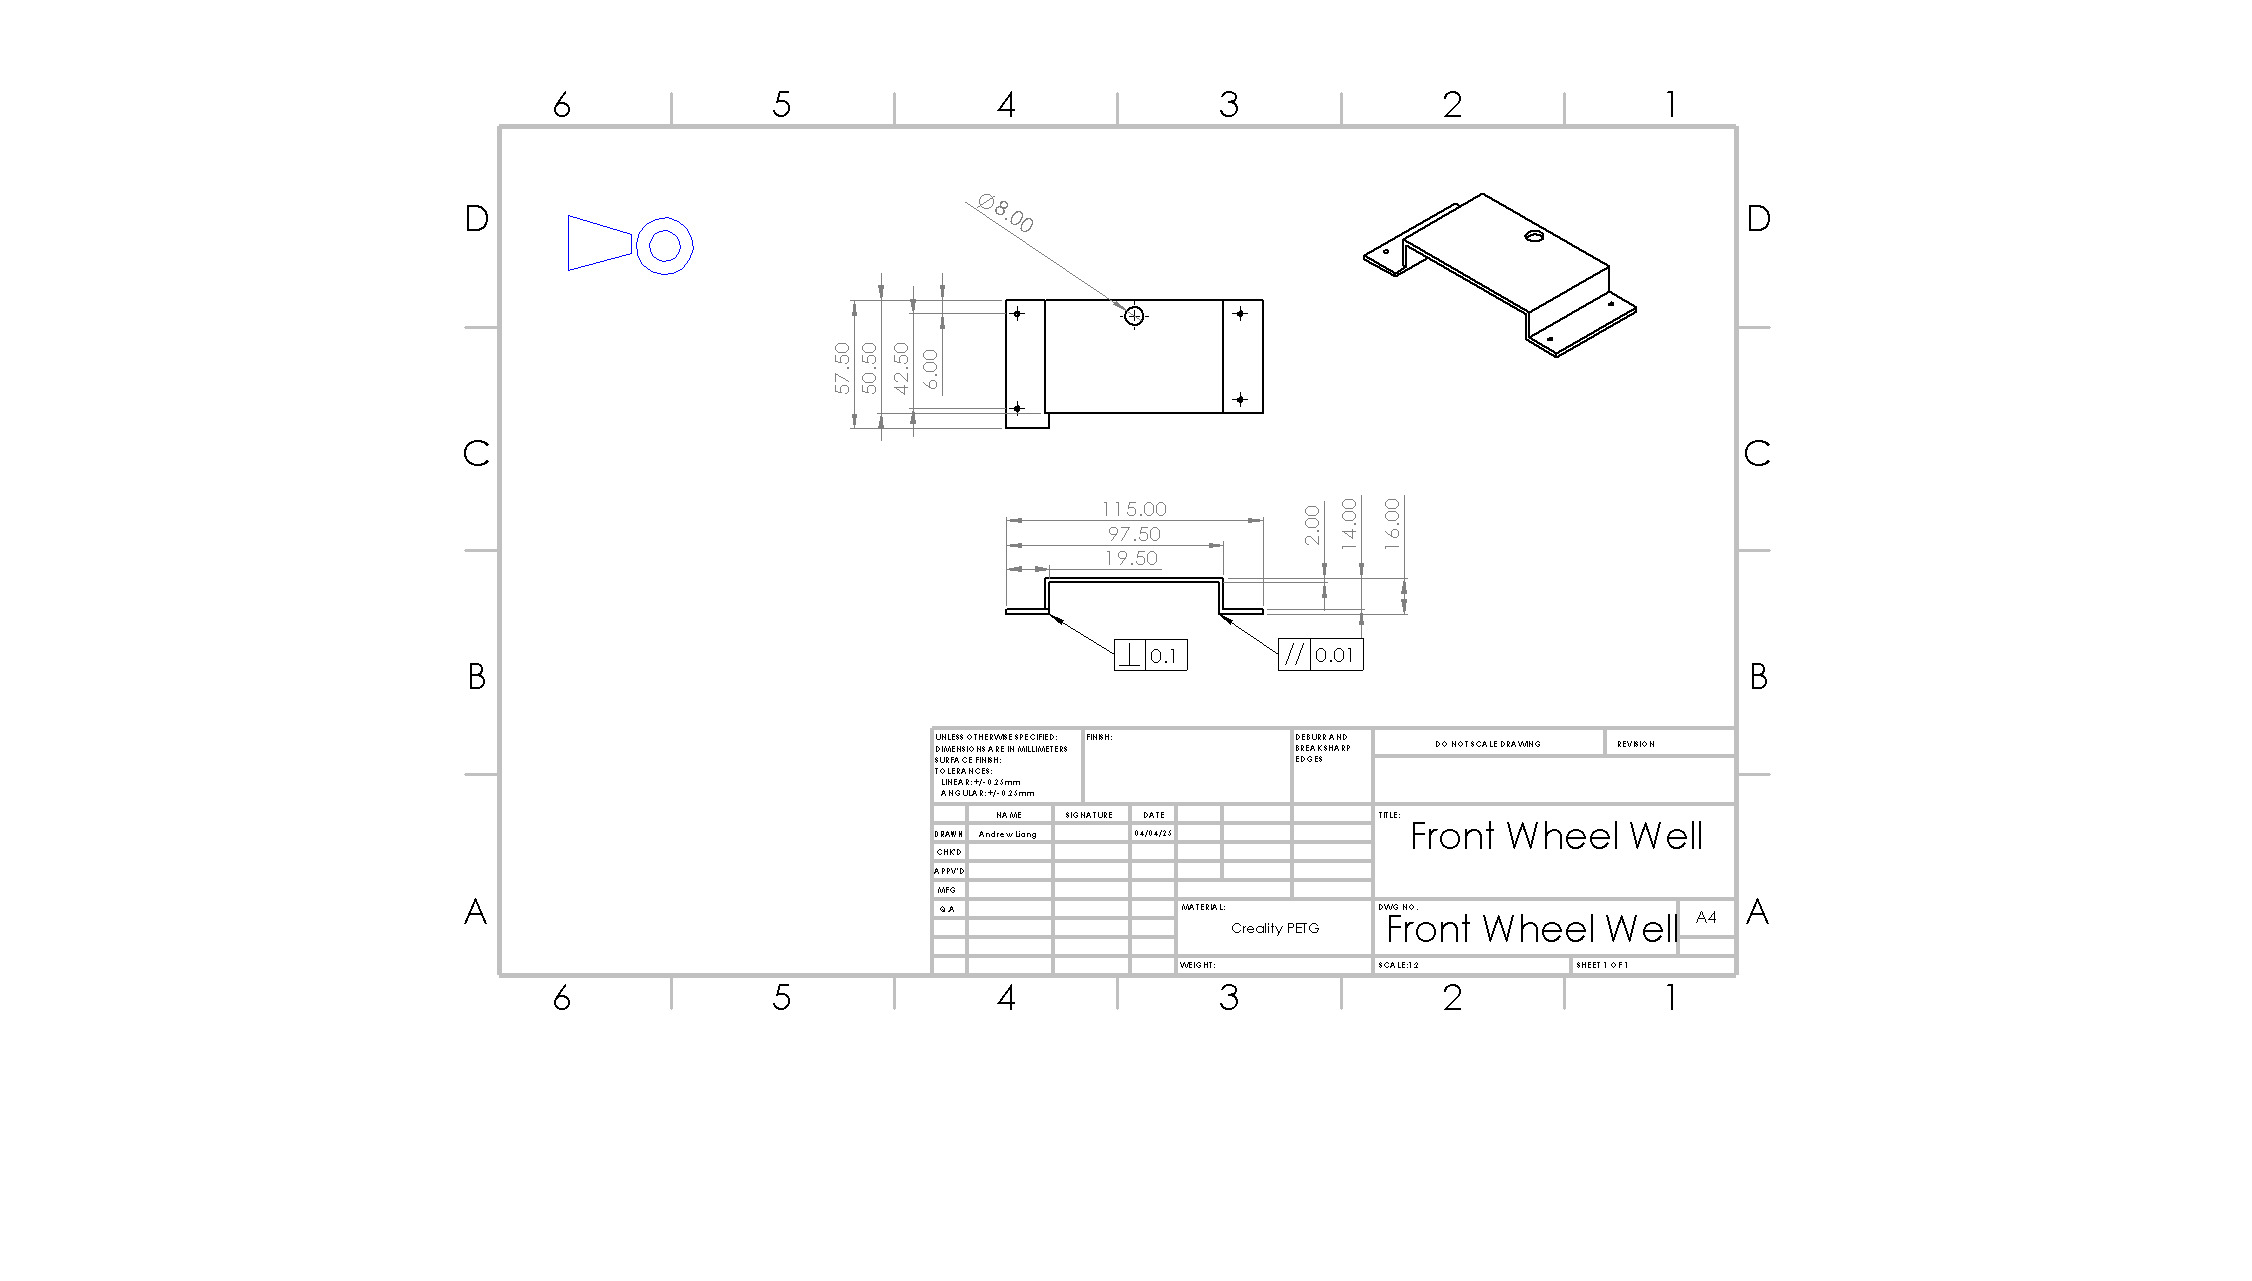 6 5 4 3 2 1
D D
Ø8.00
57.50
50.50
42.50
6.00
C C
115.00
97.50
19.50
2.00
14.00
16.00
⊥ 0.1
// 0.01
B B
UNLESS OTHERWISE SPECIFIED:
DIMENSIONS ARE IN MILLIMETERS
SURFACE FINISH:
TOLERANCES:
LINEAR: +/- 0.25mm
ANGULAR: +/- 0.25mm
FINISH:
DEBURR AND
BREAK SHARP
EDGES
DO NOT SCALE DRAWING
REVISION
NAME SIGNATURE DATE
DRAWN Andrew Liang 04/04/25
CHK'D
APPV'D
MFG
Q.A
TITLE:
Front Wheel Well
MATERIAL:
Creality PETG
DWG NO.
Front Wheel Well
A4
A A
WEIGHT:
SCALE:1:2
SHEET 1 OF 1
6 5 4 3 2 1